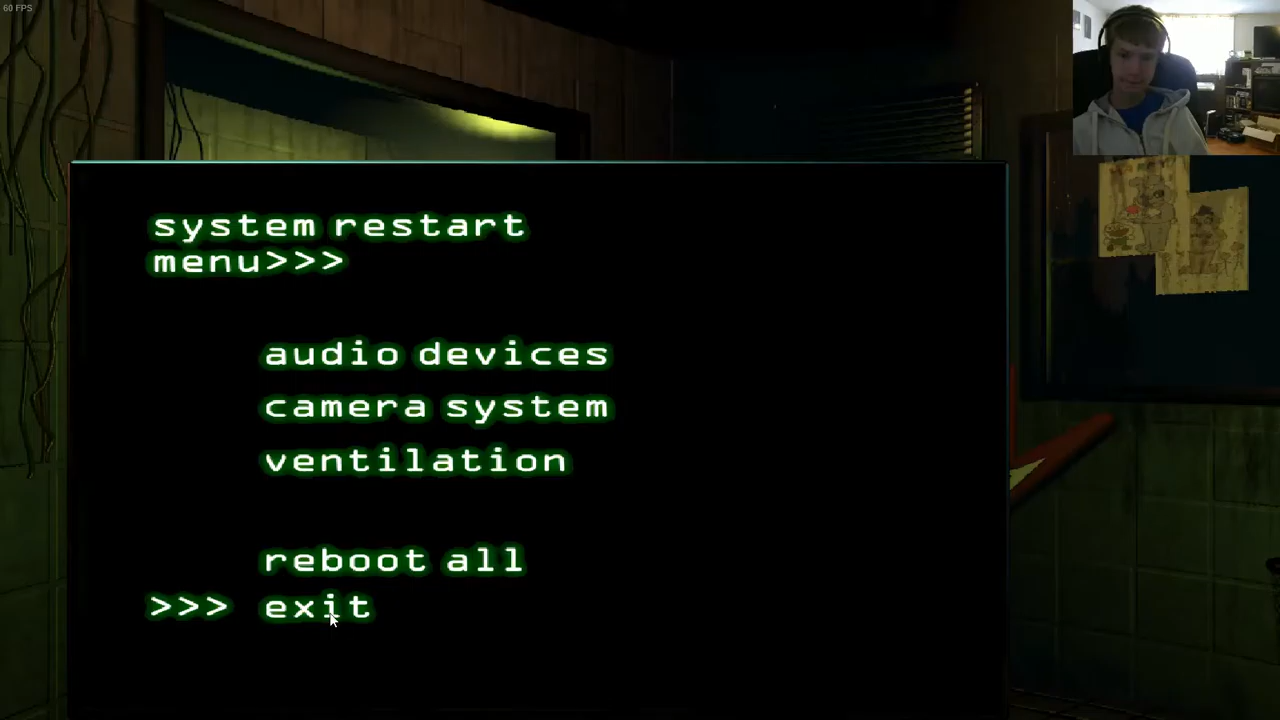 60 FPS
system restart
menu>>>
audio devices
camera system
ventilation
reboot all
>>> exit